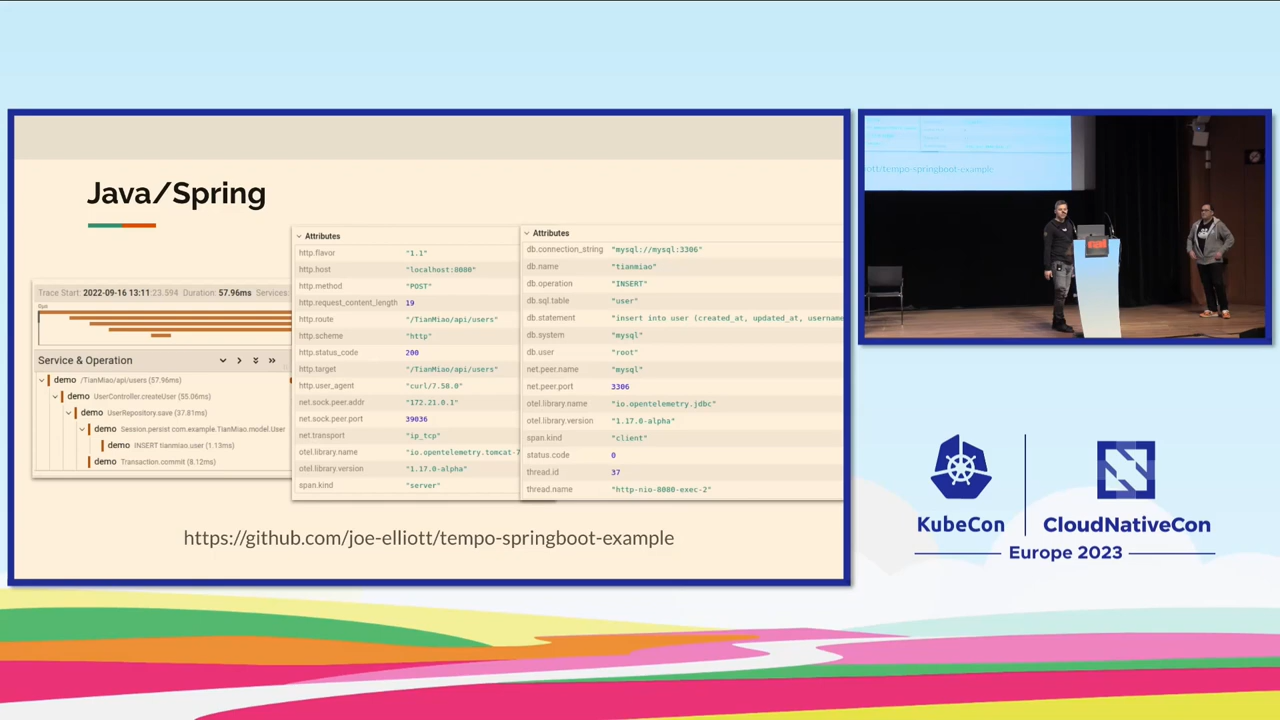 Java/Spring
Trace Start: 2022-09-16 13:11:23.594 Duration: 57.96ms Services:
Service & Operation
demo /TianMiao/api/users (57.96ms)
demo UserController.createUser (55.06ms)
demo UserRepository.save (37.81ms)
demo Session.persist com.example.TianMiao.model.User
demo INSERT tianmiao.user (1.13ms)
demo Transaction.commit (8.12ms)
Attributes
http.flavor "1.1"
http.host "localhost:8080"
http.method "POST"
http.request_content_length 19
http.route "/TianMiao/api/users"
http.scheme "http"
http.status_code 200
http.target "/TianMiao/api/users"
http.user_agent "curl/7.58.0"
net.sock.peer.addr "172.21.0.1"
net.sock.peer.port 39036
net.transport "ip_tcp"
otel.library.name "io.opentelemetry.tomcat-7
otel.library.version "1.17.0-alpha"
span.kind "server"
Attributes
db.connection_string "mysql://mysql:3306"
db.name "tianmiao"
db.operation "INSERT"
db.sql.table "user"
db.statement "insert into user (created_at, updated_at, username
db.system "mysql"
db.user "root"
net.peer.name "mysql"
net.peer.port 3306
otel.library.name "io.opentelemetry.jdbc"
otel.library.version "1.17.0-alpha"
span.kind "client"
status.code 0
thread.id 37
thread.name "http-nio-8080-exec-2"
https://github.com/joe-elliott/tempo-springboot-example
ott/tempo-springboot-example
rai
KubeCon
CloudNativeCon
Europe 2023